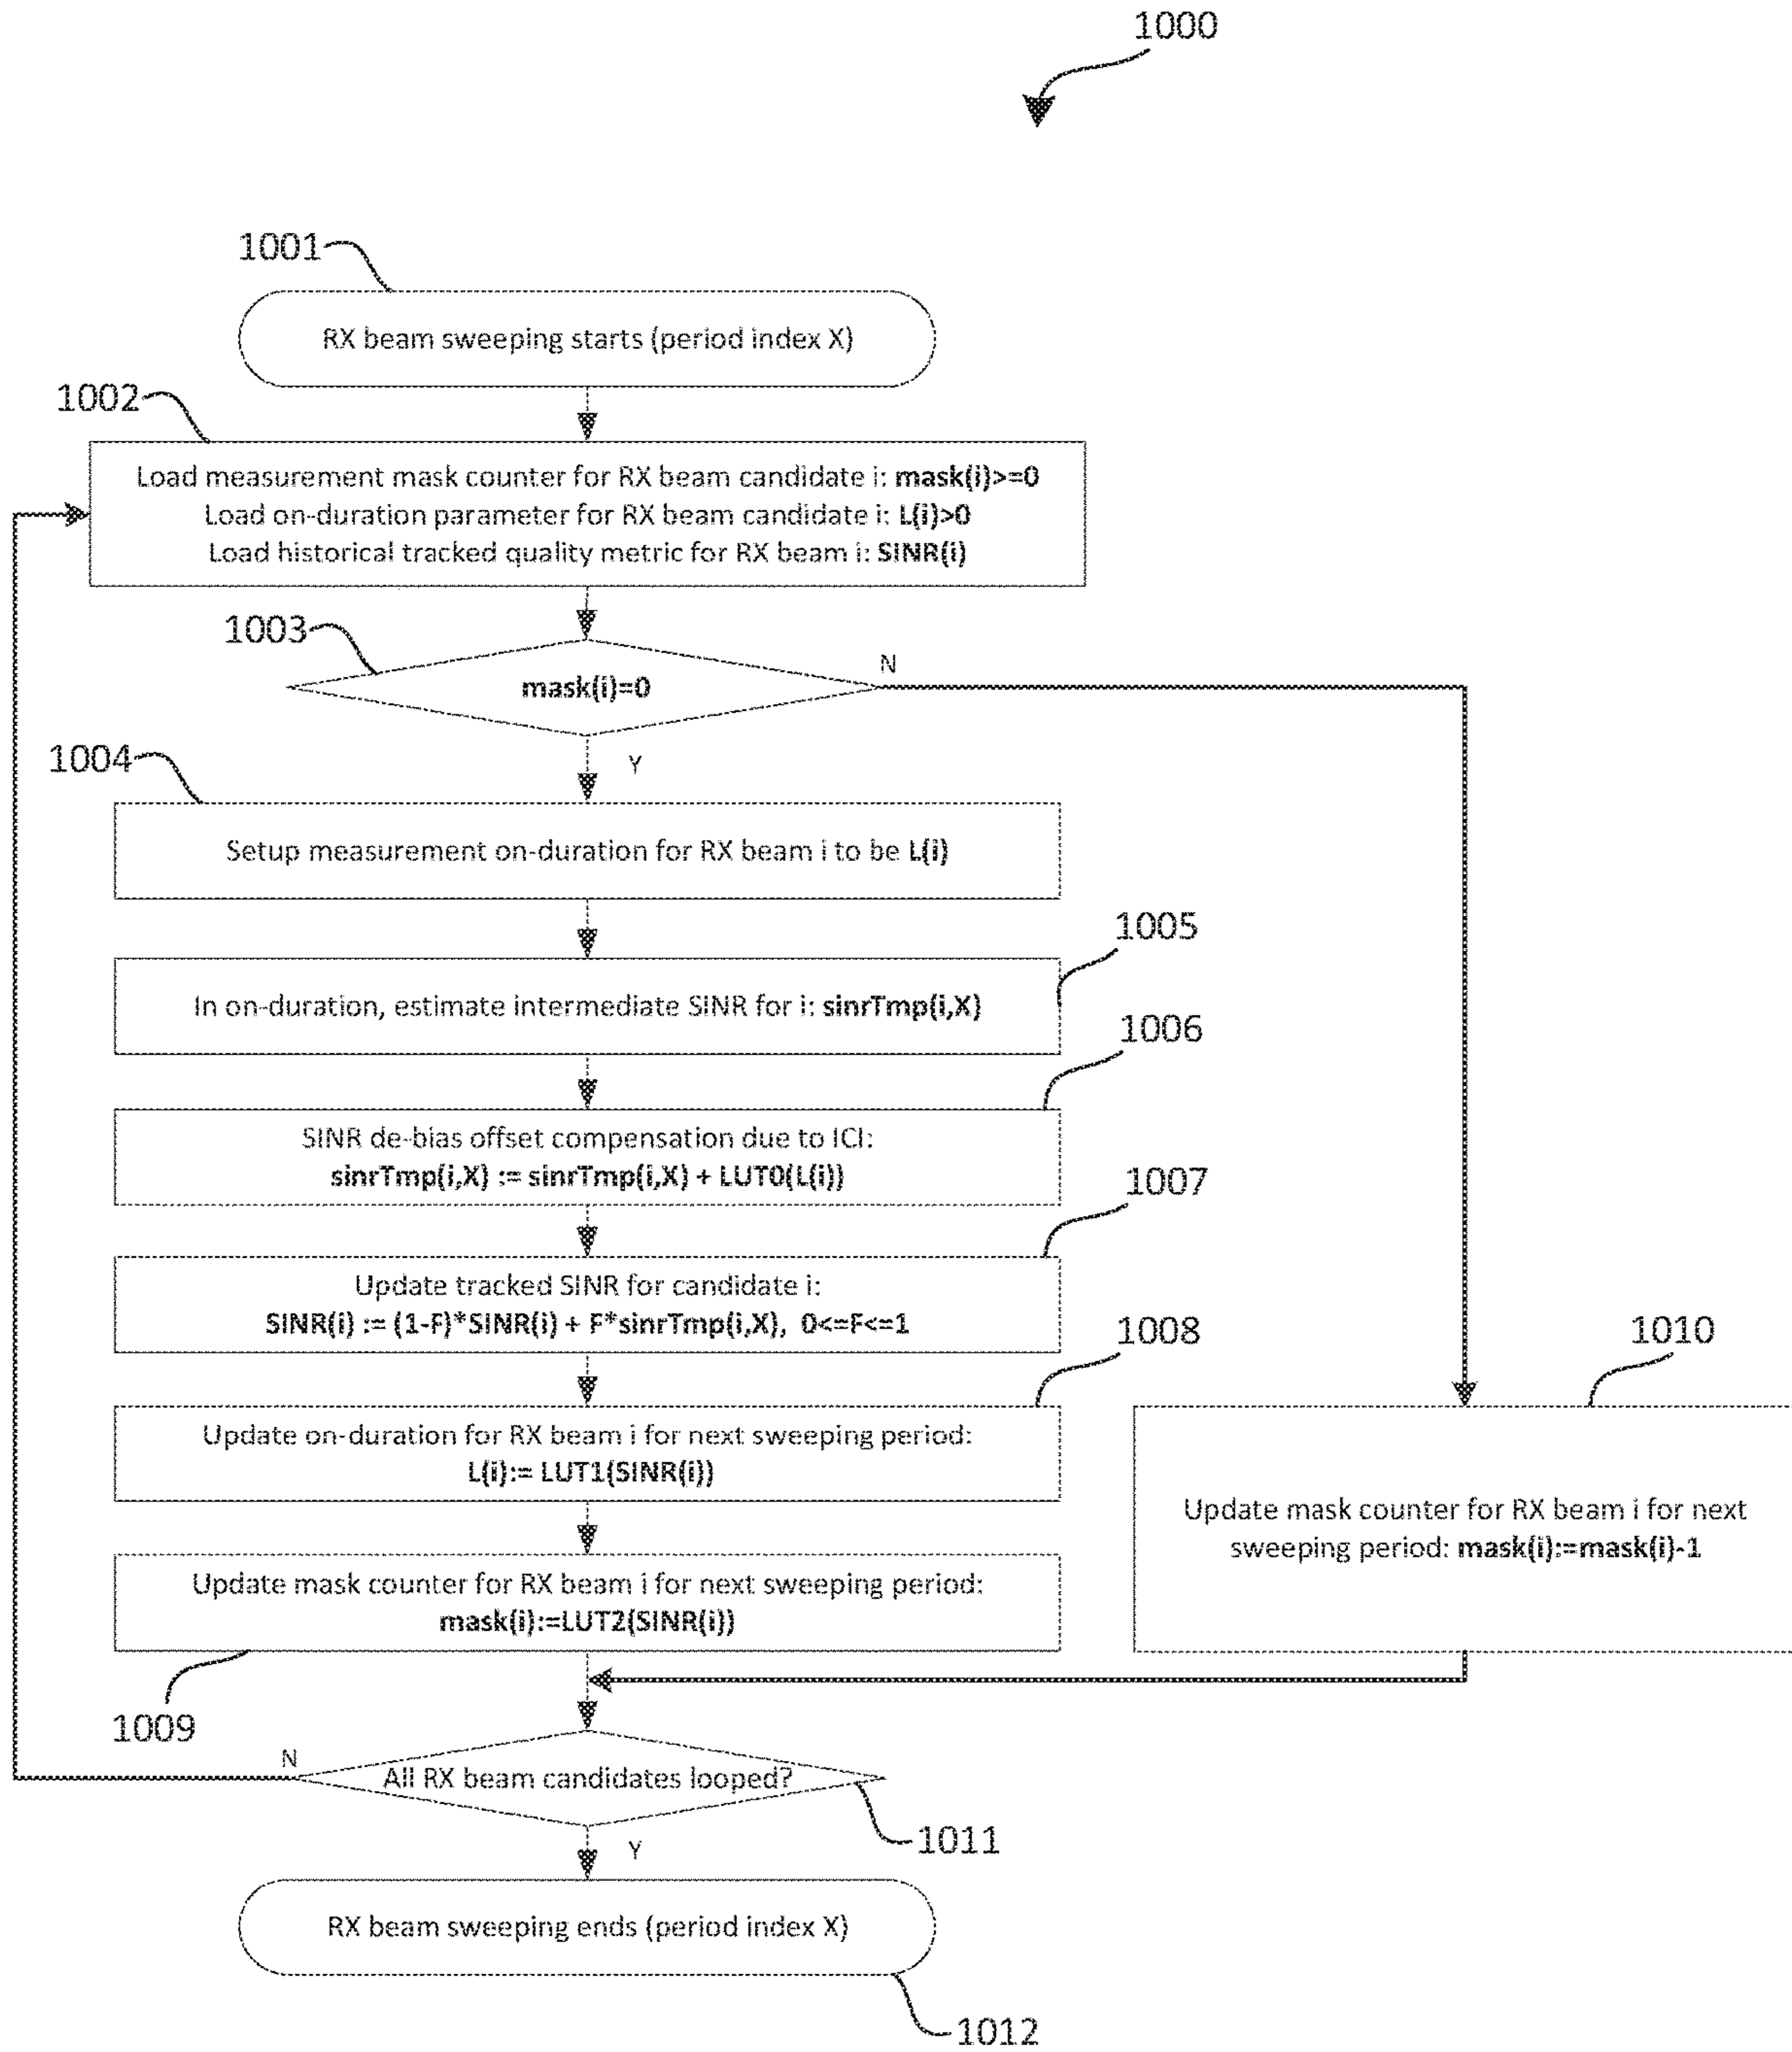 1000
1001
RX beam sweeping starts (period index X)
1002
Load measurement mask counter for RX beam candidate i: mask(i)>=0
Load on-duration parameter for RX beam candidate i: L(i)>0
Load historical tracked quality metric for RX beam i: SINR(i)
1003
mask(i)=0
N
Y
1004
Setup measurement on-duration for RX beam i to be L(i)
1005
In on-duration, estimate intermediate SINR for i: sinrTmp(i,X)
1006
SINR de-bias offset compensation due to ICI:
sinrTmp(i,X) := sinrTmp(i,X) + LUT0(L(i))
1007
Update tracked SINR for candidate i:
SINR(i) := (1-F)*SINR(i) + F*sinrTmp(i,X), 0<=F<=1
1008
Update on-duration for RX beam i for next sweeping period:
L(i):= LUT1(SINR(i))
1010
Update mask counter for RX beam i for next
sweeping period: mask(i):=mask(i)-1
Update mask counter for RX beam i for next sweeping period:
mask(i):=LUT2(SINR(i))
1009
N
All RX beam candidates looped?
1011
Y
RX beam sweeping ends (period index X)
1012